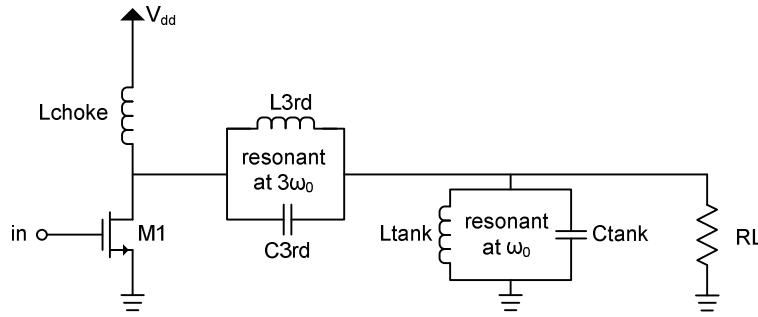 Vdd
Lchoke
L3rd
resonant
at 3ω0
C3rd
in
M1
Ltank
resonant
at ω0
Ctank
RL